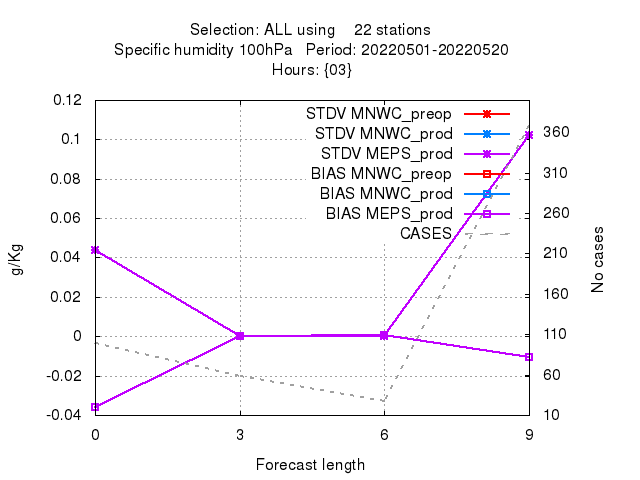 Selection: ALL using 22 stations
Specific humidity 100hPa Period: 20220501-20220520
Hours: {03}
0.12
0.1
0.08
0.06
0.04
0.02
0
-0.02
-0.04
g/Kg
STDV MNWC_preop
STDV MNWC_prod
STDV MEPS_prod
BIAS MNWC_preop
BIAS MNWC_prod
BIAS MEPS_prod
CASES
360
310
260
210
160
110
60
10
No cases
0 3 6 9
Forecast length